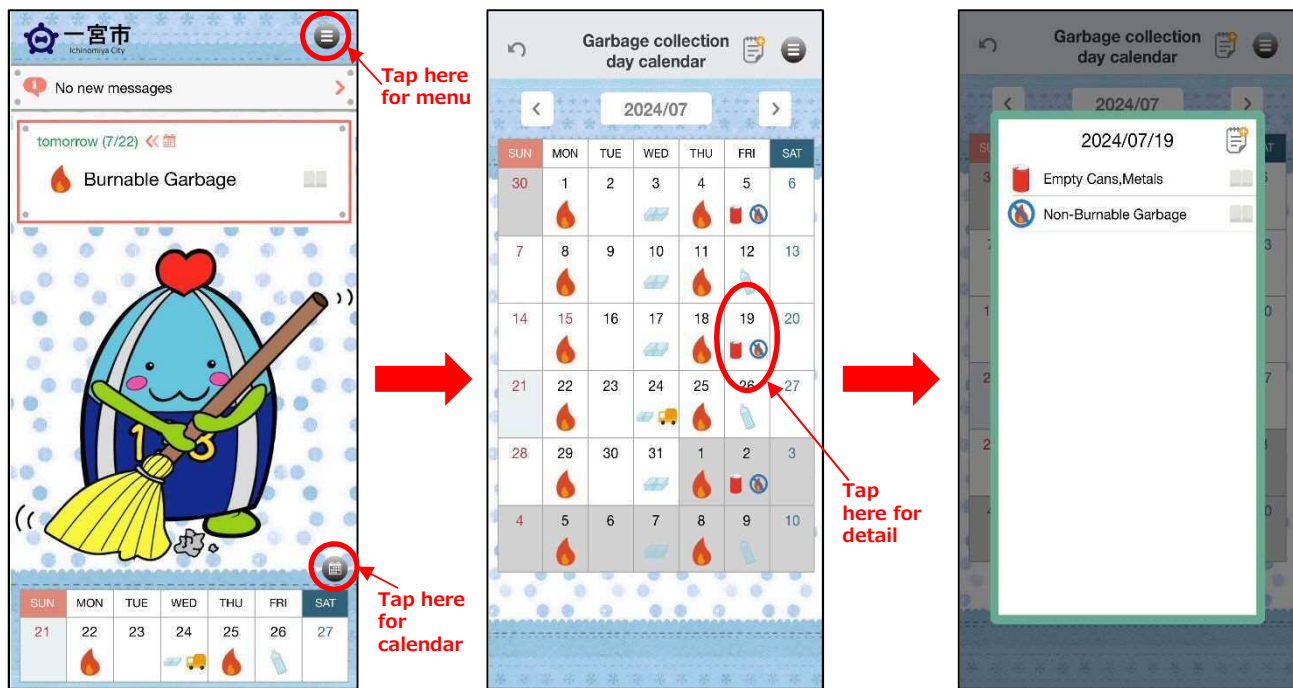 一宮市
Ichinomiya City
No new messages
tomorrow (7/22)
Burnable Garbage
123
SUN MON TUE WED THU FRI SAT
21 22 23 24 25 26 27
Tap here
for menu
Tap here
for
calendar
Garbage collection
day calendar
2024/07
SUN MON TUE WED THU FRI SAT
30 1 2 3 4 5 6
7 8 9 10 11 12 13
14 15 16 17 18 19 20
21 22 23 24 25 26 27
28 29 30 31 1 2 3
4 5 6 7 8 9 10
Tap
here for
detail
Garbage collection
day calendar
2024/07
2024/07/19
Empty Cans,Metals
Non-Burnable Garbage